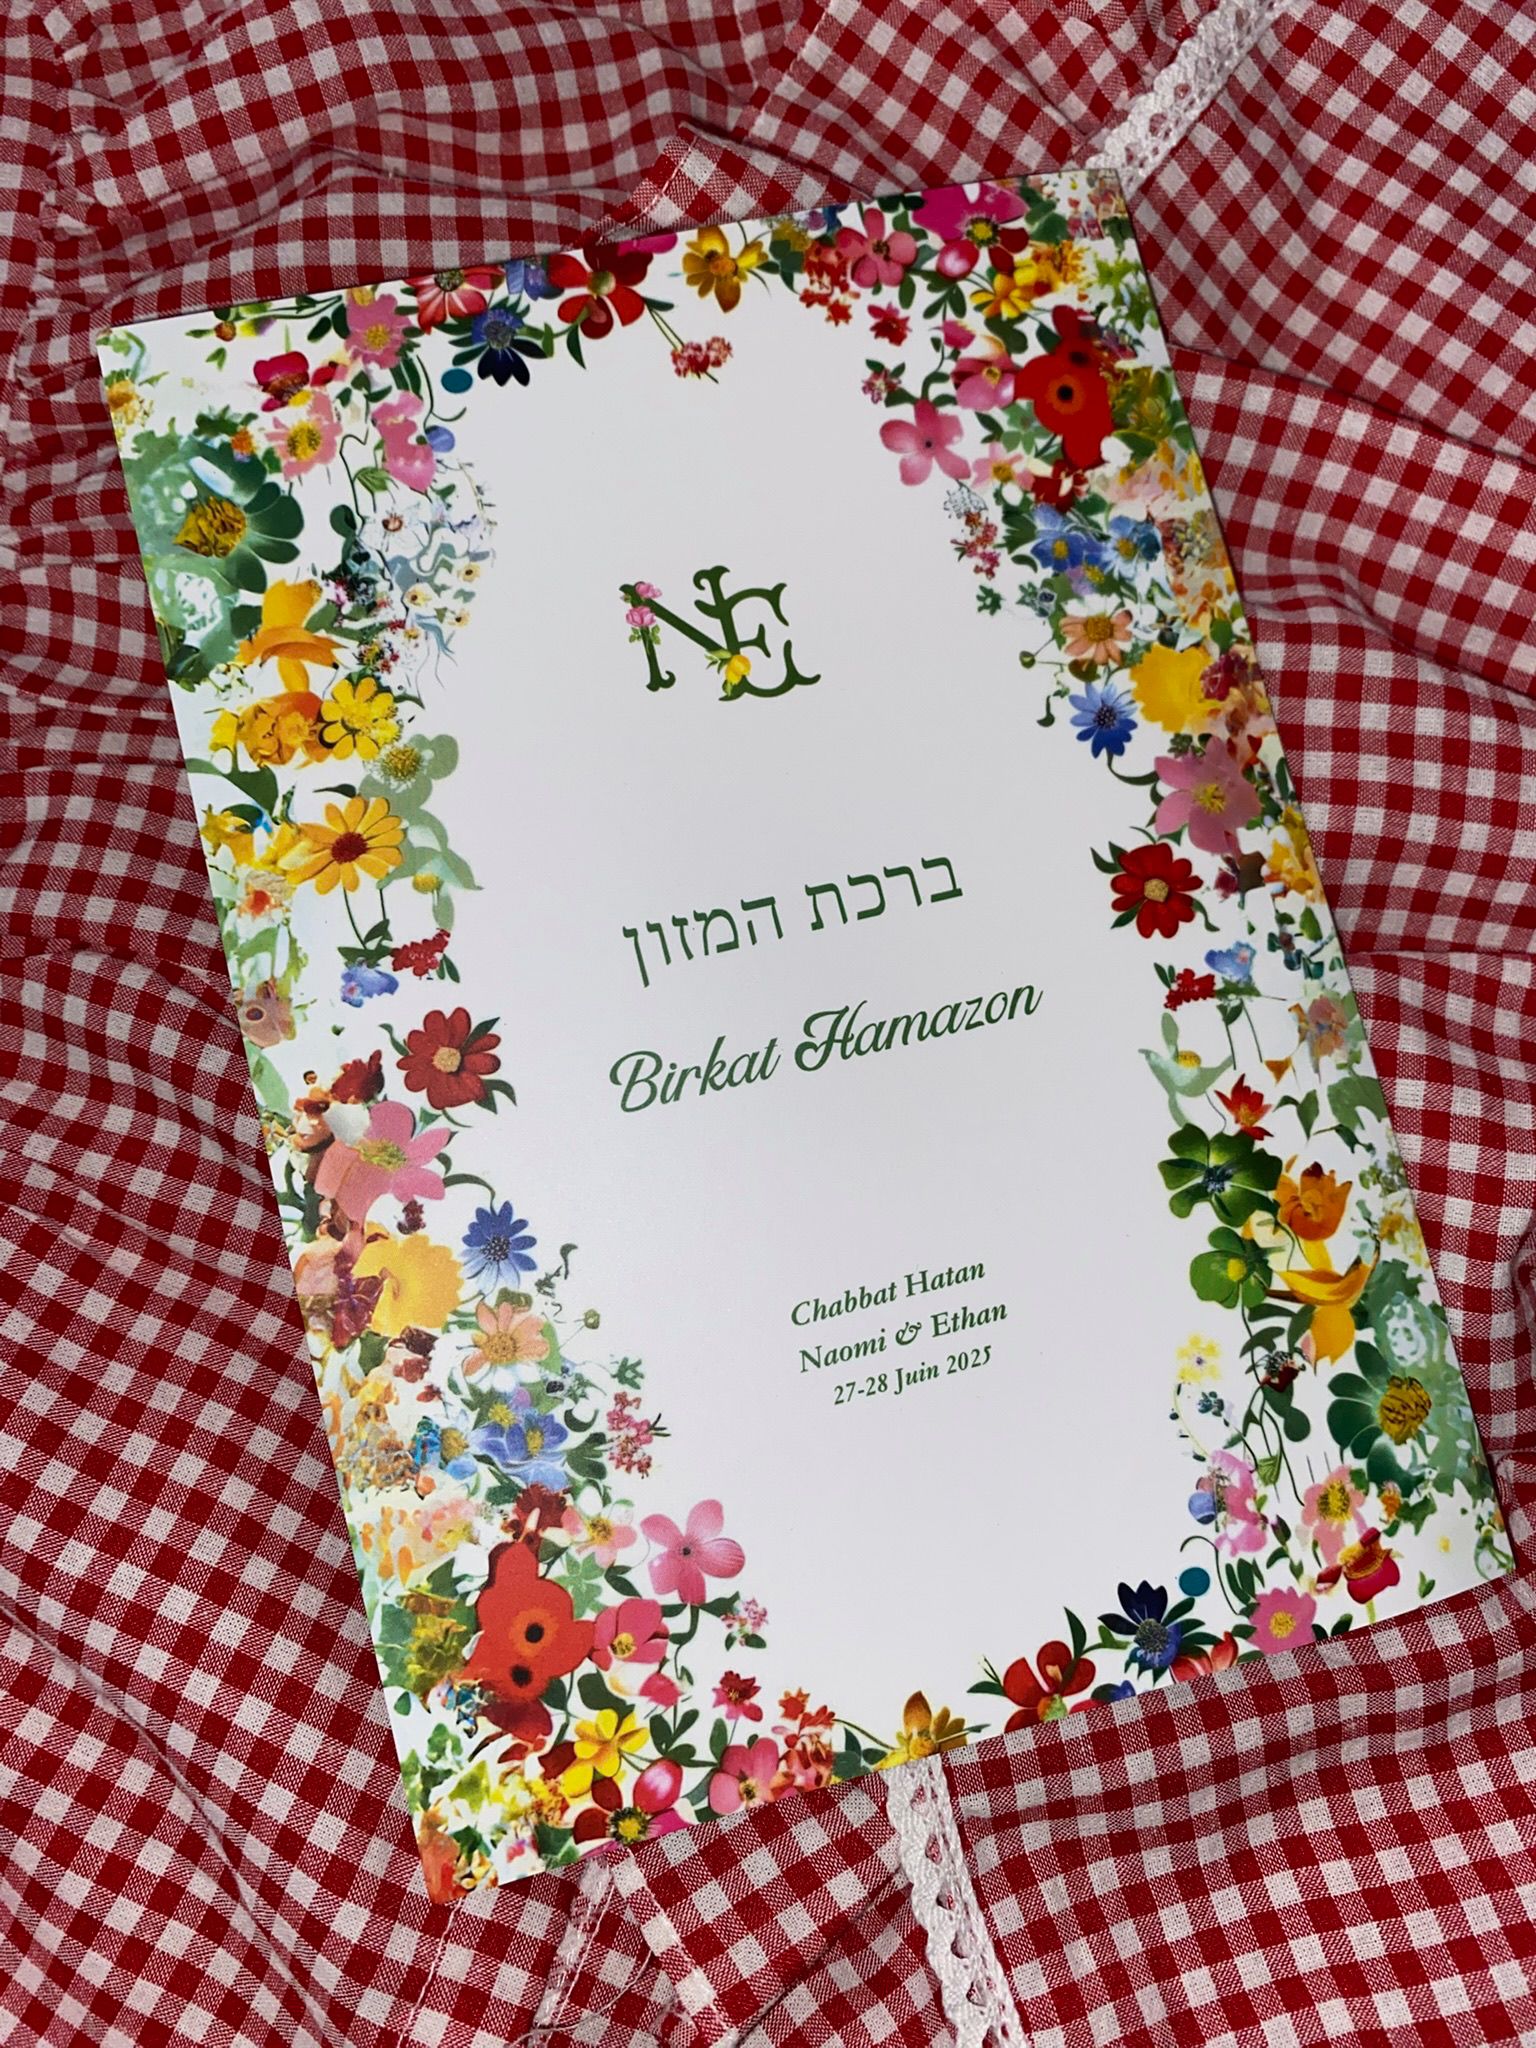 NE
ברכת המזון
Birkat Hamazon
Chabbat Hatan
Naomi & Ethan
27-28 Juin 2025